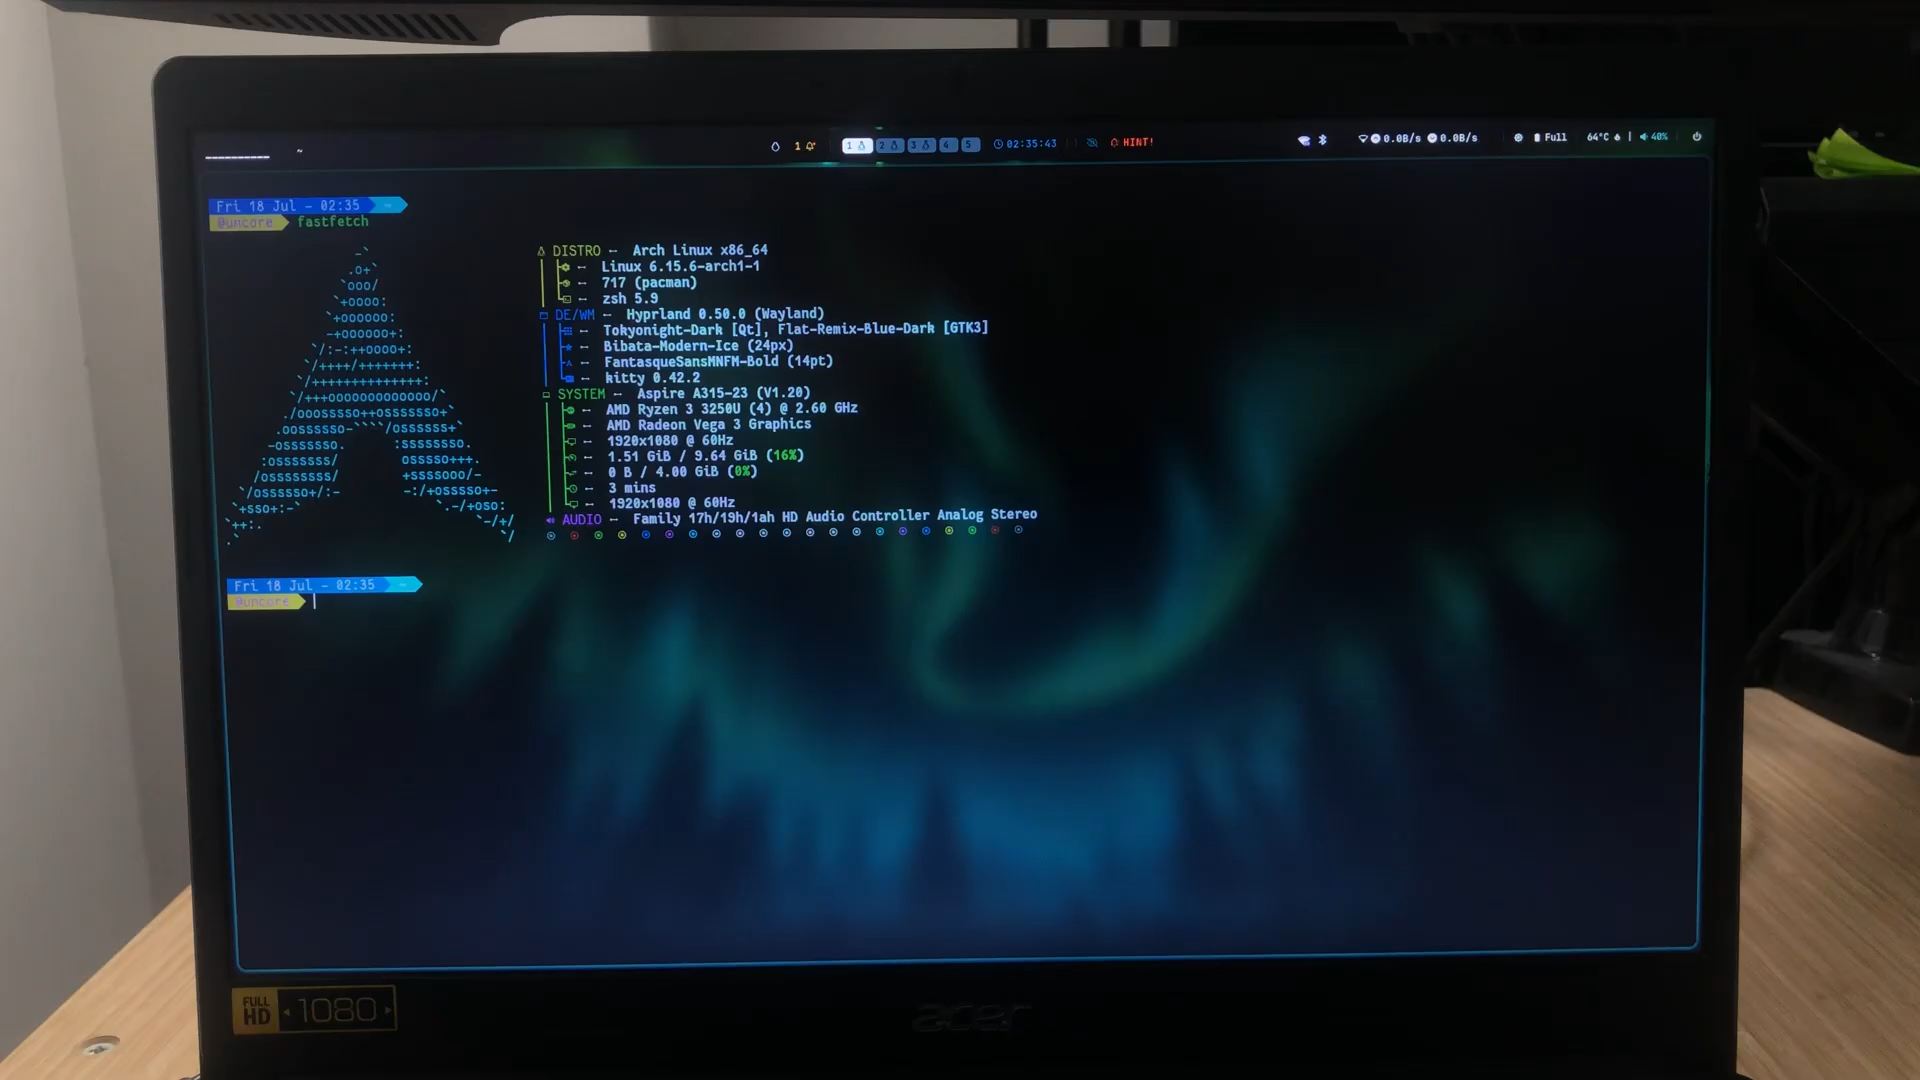 ~ 1 1 2 3 4 5 02:35:43 HINT! 0.0B/s 0.0B/s Full 64°C 40%
Fri 18 Jul - 02:35 ~
@uncore fastfetch
DISTRO Arch Linux x86_64
Linux 6.15.6-arch1-1
717 (pacman)
zsh 5.9
DE/WM Hyprland 0.50.0 (Wayland)
Tokyonight-Dark [Qt], Flat-Remix-Blue-Dark [GTK3]
Bibata-Modern-Ice (24px)
FantasqueSansMNFM-Bold (14pt)
kitty 0.42.2
SYSTEM Aspire A315-23 (V1.20)
AMD Ryzen 3 3250U (4) @ 2.60 GHz
AMD Radeon Vega 3 Graphics
1920x1080 @ 60Hz
1.51 GiB / 9.64 GiB (16%)
0 B / 4.00 GiB (0%)
3 mins
1920x1080 @ 60Hz
AUDIO Family 17h/19h/1ah HD Audio Controller Analog Stereo
Fri 18 Jul - 02:35 ~
@uncore
FULL HD 1080
acer